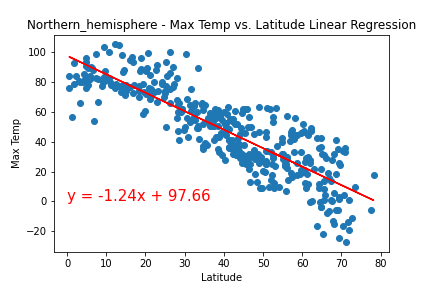 Northern_hemisphere - Max Temp vs. Latitude Linear Regression
Max Temp
100
80
60
40
20
0
−20
y = -1.24x + 97.66
0 10 20 30 40 50 60 70 80
Latitude